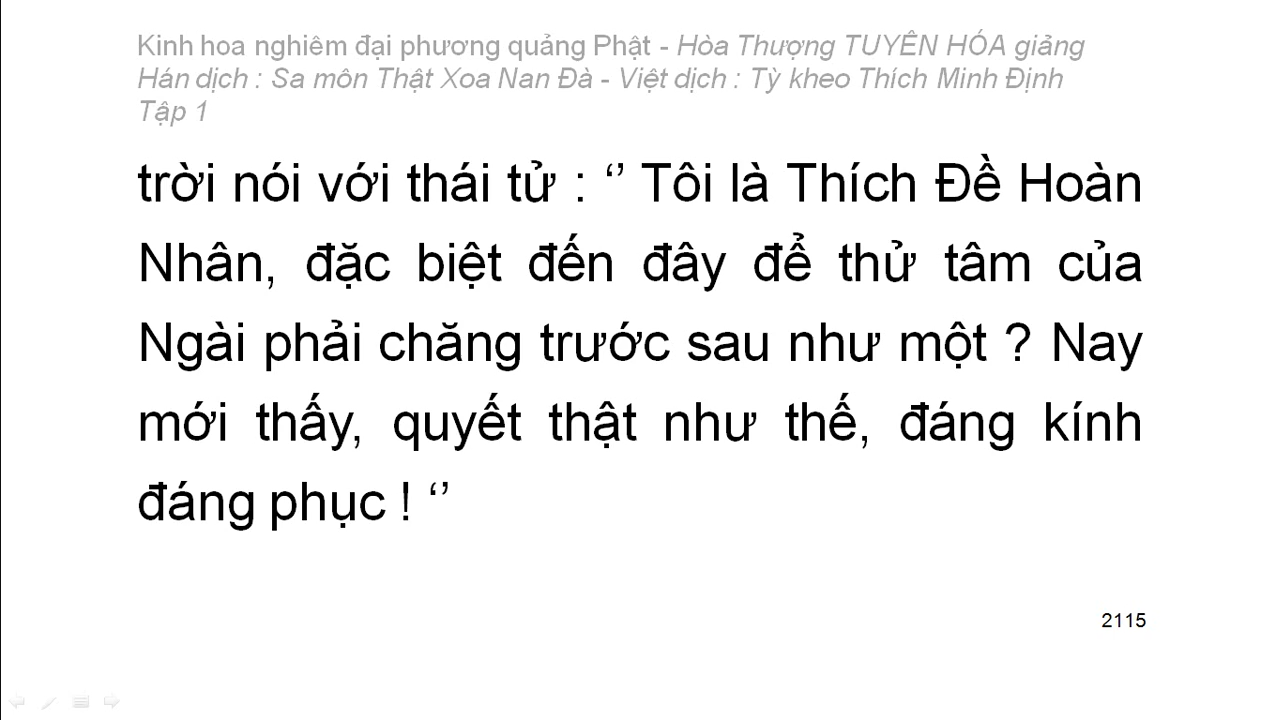 Kinh hoa nghiêm đại phương quảng Phật - Hòa Thượng TUYÊN HÓA giảng
Hán dịch : Sa môn Thật Xoa Nan Đà - Việt dịch : Tỳ kheo Thích Minh Định
Tập 1
trời nói với thái tử : ‘’ Tôi là Thích Đề Hoàn
Nhân, đặc biệt đến đây để thử tâm của
Ngài phải chăng trước sau như một ? Nay
mới thấy, quyết thật như thế, đáng kính
đáng phục ! ‘’
2115